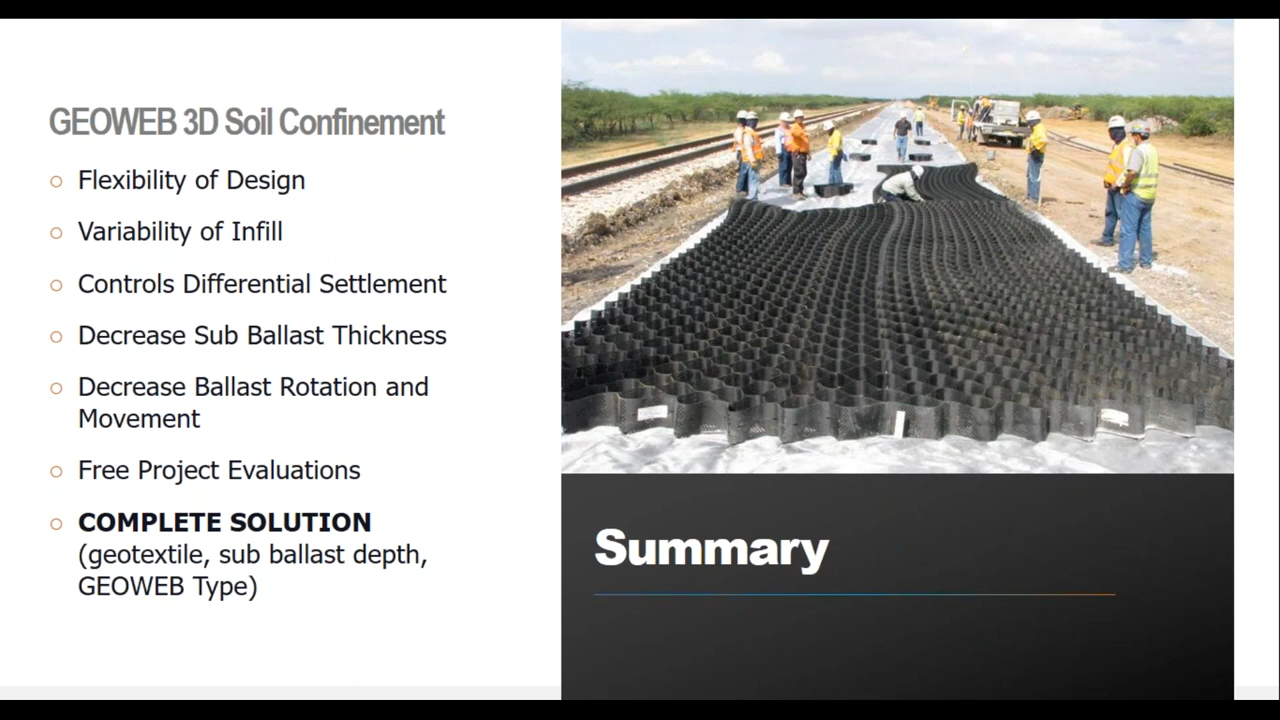 GEOWEB 3D Soil Confinement
Flexibility of Design
Variability of Infill
Controls Differential Settlement
Decrease Sub Ballast Thickness
Decrease Ballast Rotation and
Movement
Free Project Evaluations
COMPLETE SOLUTION
(geotextile, sub ballast depth,
GEOWEB Type)
Summary